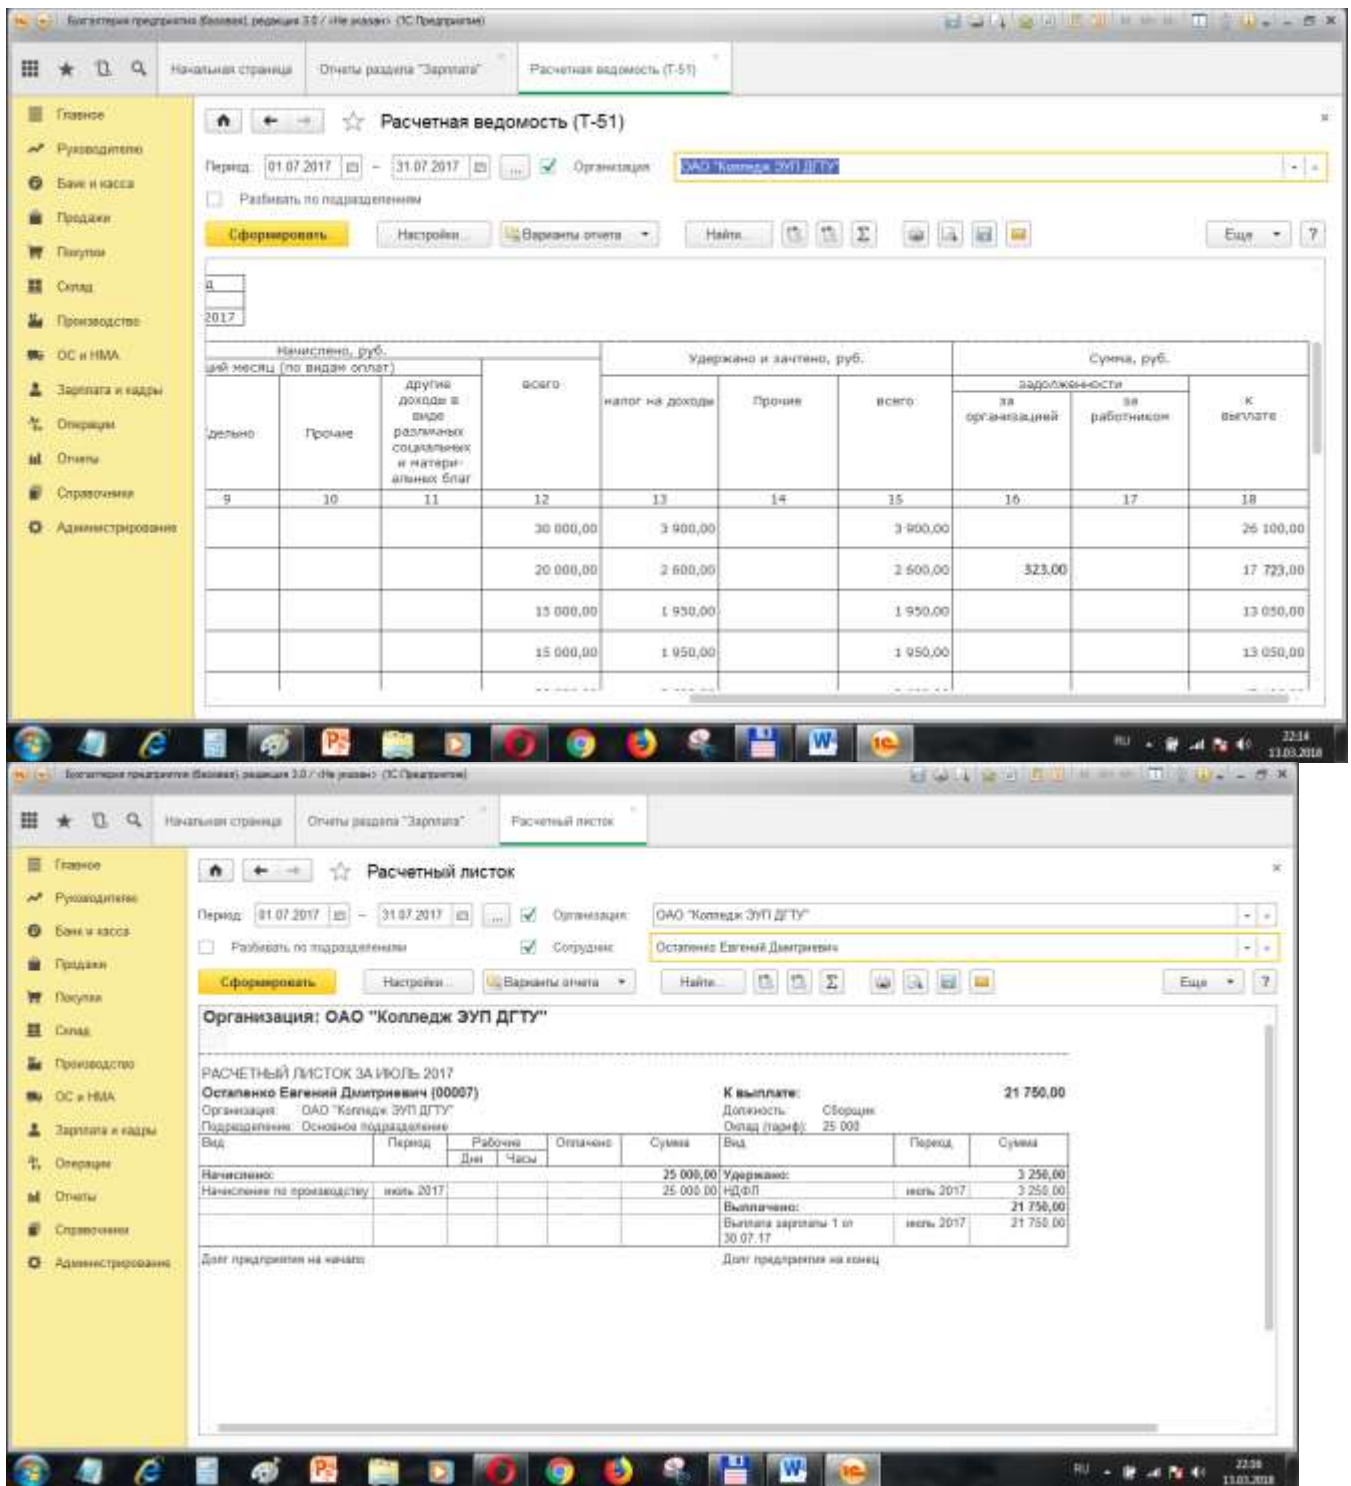 Бухгалтерия предприятия (базовая), редакция 3.0 / <Не указан> (1С:Предприятие)
Начальная страница
Отчеты раздела "Зарплата"
Расчетная ведомость (Т-51)
Главное
Руководителю
Банк и касса
Продажи
Покупки
Склад
Производство
ОС и НМА
Зарплата и кадры
Операции
Отчеты
Справочники
Администрирование
Расчетная ведомость (Т-51)
Период: 01.07.2017 – 31.07.2017 ... Организация: ОАО "Колледж ЭУП ДГТУ"
Разбивать по подразделениям
Сформировать Настройки... Варианты отчета Найти... Σ Еще ?
2017
Начислено, руб. Удержано и зачтено, руб. Сумма, руб.
щий месяц (по видам оплат) всего налог на доходы Прочие всего задолженности к выплате
сдельно Прочие другие доходы в виде различных социальных и матери-альных благ за организацией за работником
9 10 11 12 13 14 15 16 17 18
30 000,00 3 900,00 3 900,00 26 100,00
20 000,00 2 600,00 2 600,00 323,00 17 723,00
15 000,00 1 950,00 1 950,00 13 050,00
15 000,00 1 950,00 1 950,00 13 050,00
RU 22:14
13.03.2018
Бухгалтерия предприятия (базовая), редакция 3.0 / <Не указан> (1С:Предприятие)
Начальная страница
Отчеты раздела "Зарплата"
Расчетный листок
Главное
Руководителю
Банк и касса
Продажи
Покупки
Склад
Производство
ОС и НМА
Зарплата и кадры
Операции
Отчеты
Справочники
Администрирование
Расчетный листок
Период: 01.07.2017 – 31.07.2017 ... Организация: ОАО "Колледж ЭУП ДГТУ"
Разбивать по подразделениям Сотрудник: Остапенко Евгений Дмитриевич
Сформировать Настройки... Варианты отчета Найти... Σ Еще ?
Организация: ОАО "Колледж ЭУП ДГТУ"
РАСЧЕТНЫЙ ЛИСТОК ЗА ИЮЛЬ 2017
Остапенко Евгений Дмитриевич (00007) К выплате: 21 750,00
Организация: ОАО "Колледж ЭУП ДГТУ" Должность: Сборщик
Подразделение: Основное подразделение Оклад (тариф): 25 000
Вид Период Рабочие Оплачено Сумма Вид Период Сумма
Дни Часы
Начислено: 25 000,00 Удержано: 3 250,00
Начисление по производству июль 2017 25 000,00 НДФЛ июль 2017 3 250,00
Выплачено: 21 750,00
Выплата зарплаты 1 от 30.07.17 июль 2017 21 750,00
Долг предприятия на начало Долг предприятия на конец
RU 22:16
13.03.2018